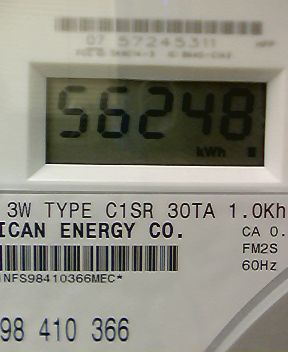 07 57245311
56248
kWh
3W TYPE C1SR 30TA 1.0Kh
ICAN ENERGY CO.
CA 0.
FM2S
60Hz
NFS98410366MEC*
98 410 366